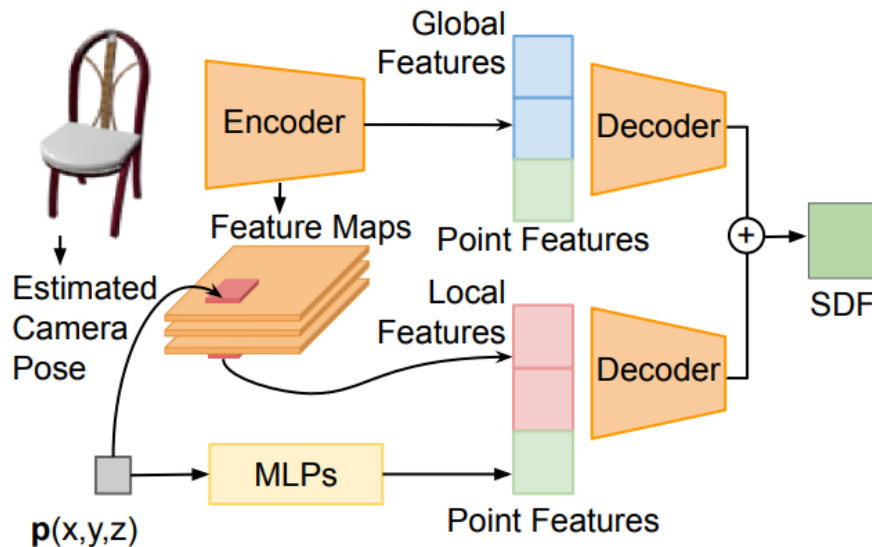 Global
Features
Encoder
Decoder
Feature Maps
Point Features
Estimated
Camera
Pose
Local
Features
SDF
Decoder
MLPs
p(x,y,z)
Point Features
+